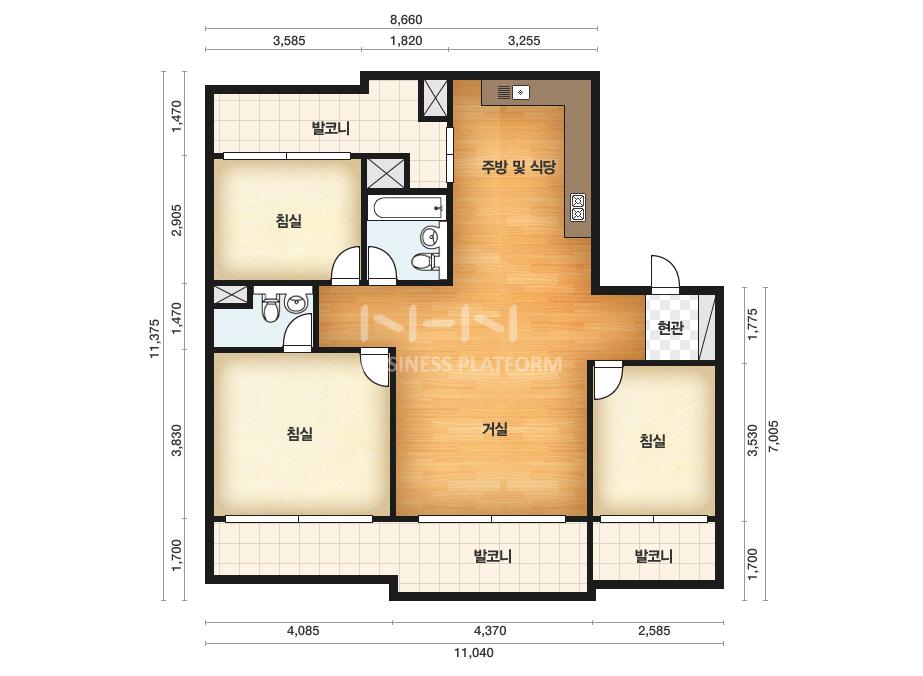 8,660
3,585
1,820
3,255
1,470
발코니
주방 및 식당
2,905
침실
11,375
1,470
현관
1,775
NHN
BUSINESS PLATFORM
3,830
침실
거실
침실
3,530
7,005
1,700
발코니
발코니
1,700
4,085
4,370
2,585
11,040